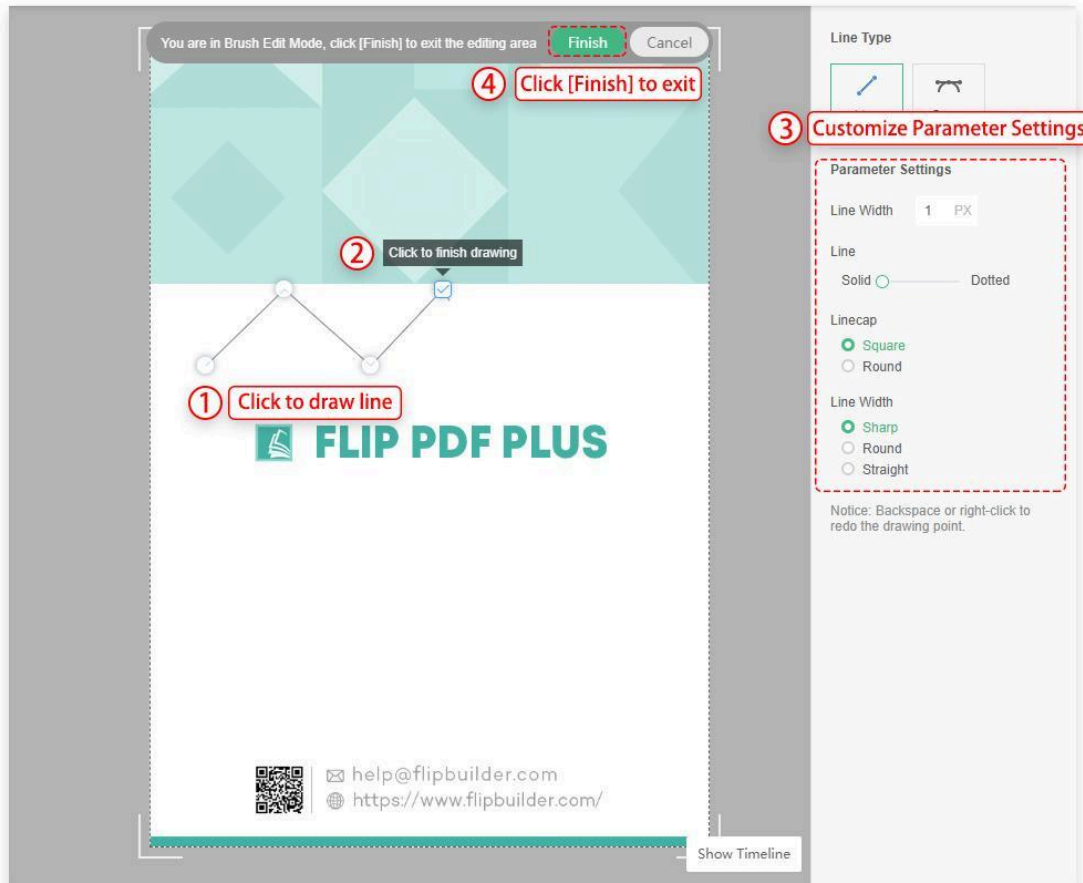 You are in Brush Edit Mode, click [Finish] to exit the editing area
Finish
Cancel
④ Click [Finish] to exit
② Click to finish drawing
① Click to draw line
FLIP PDF PLUS
help@flipbuilder.com
https://www.flipbuilder.com/
Show Timeline
Line Type
③ Customize Parameter Settings
Parameter Settings
Line Width 1 PX
Line
Solid Dotted
Linecap
Square
Round
Line Width
Sharp
Round
Straight
Notice: Backspace or right-click to
redo the drawing point.